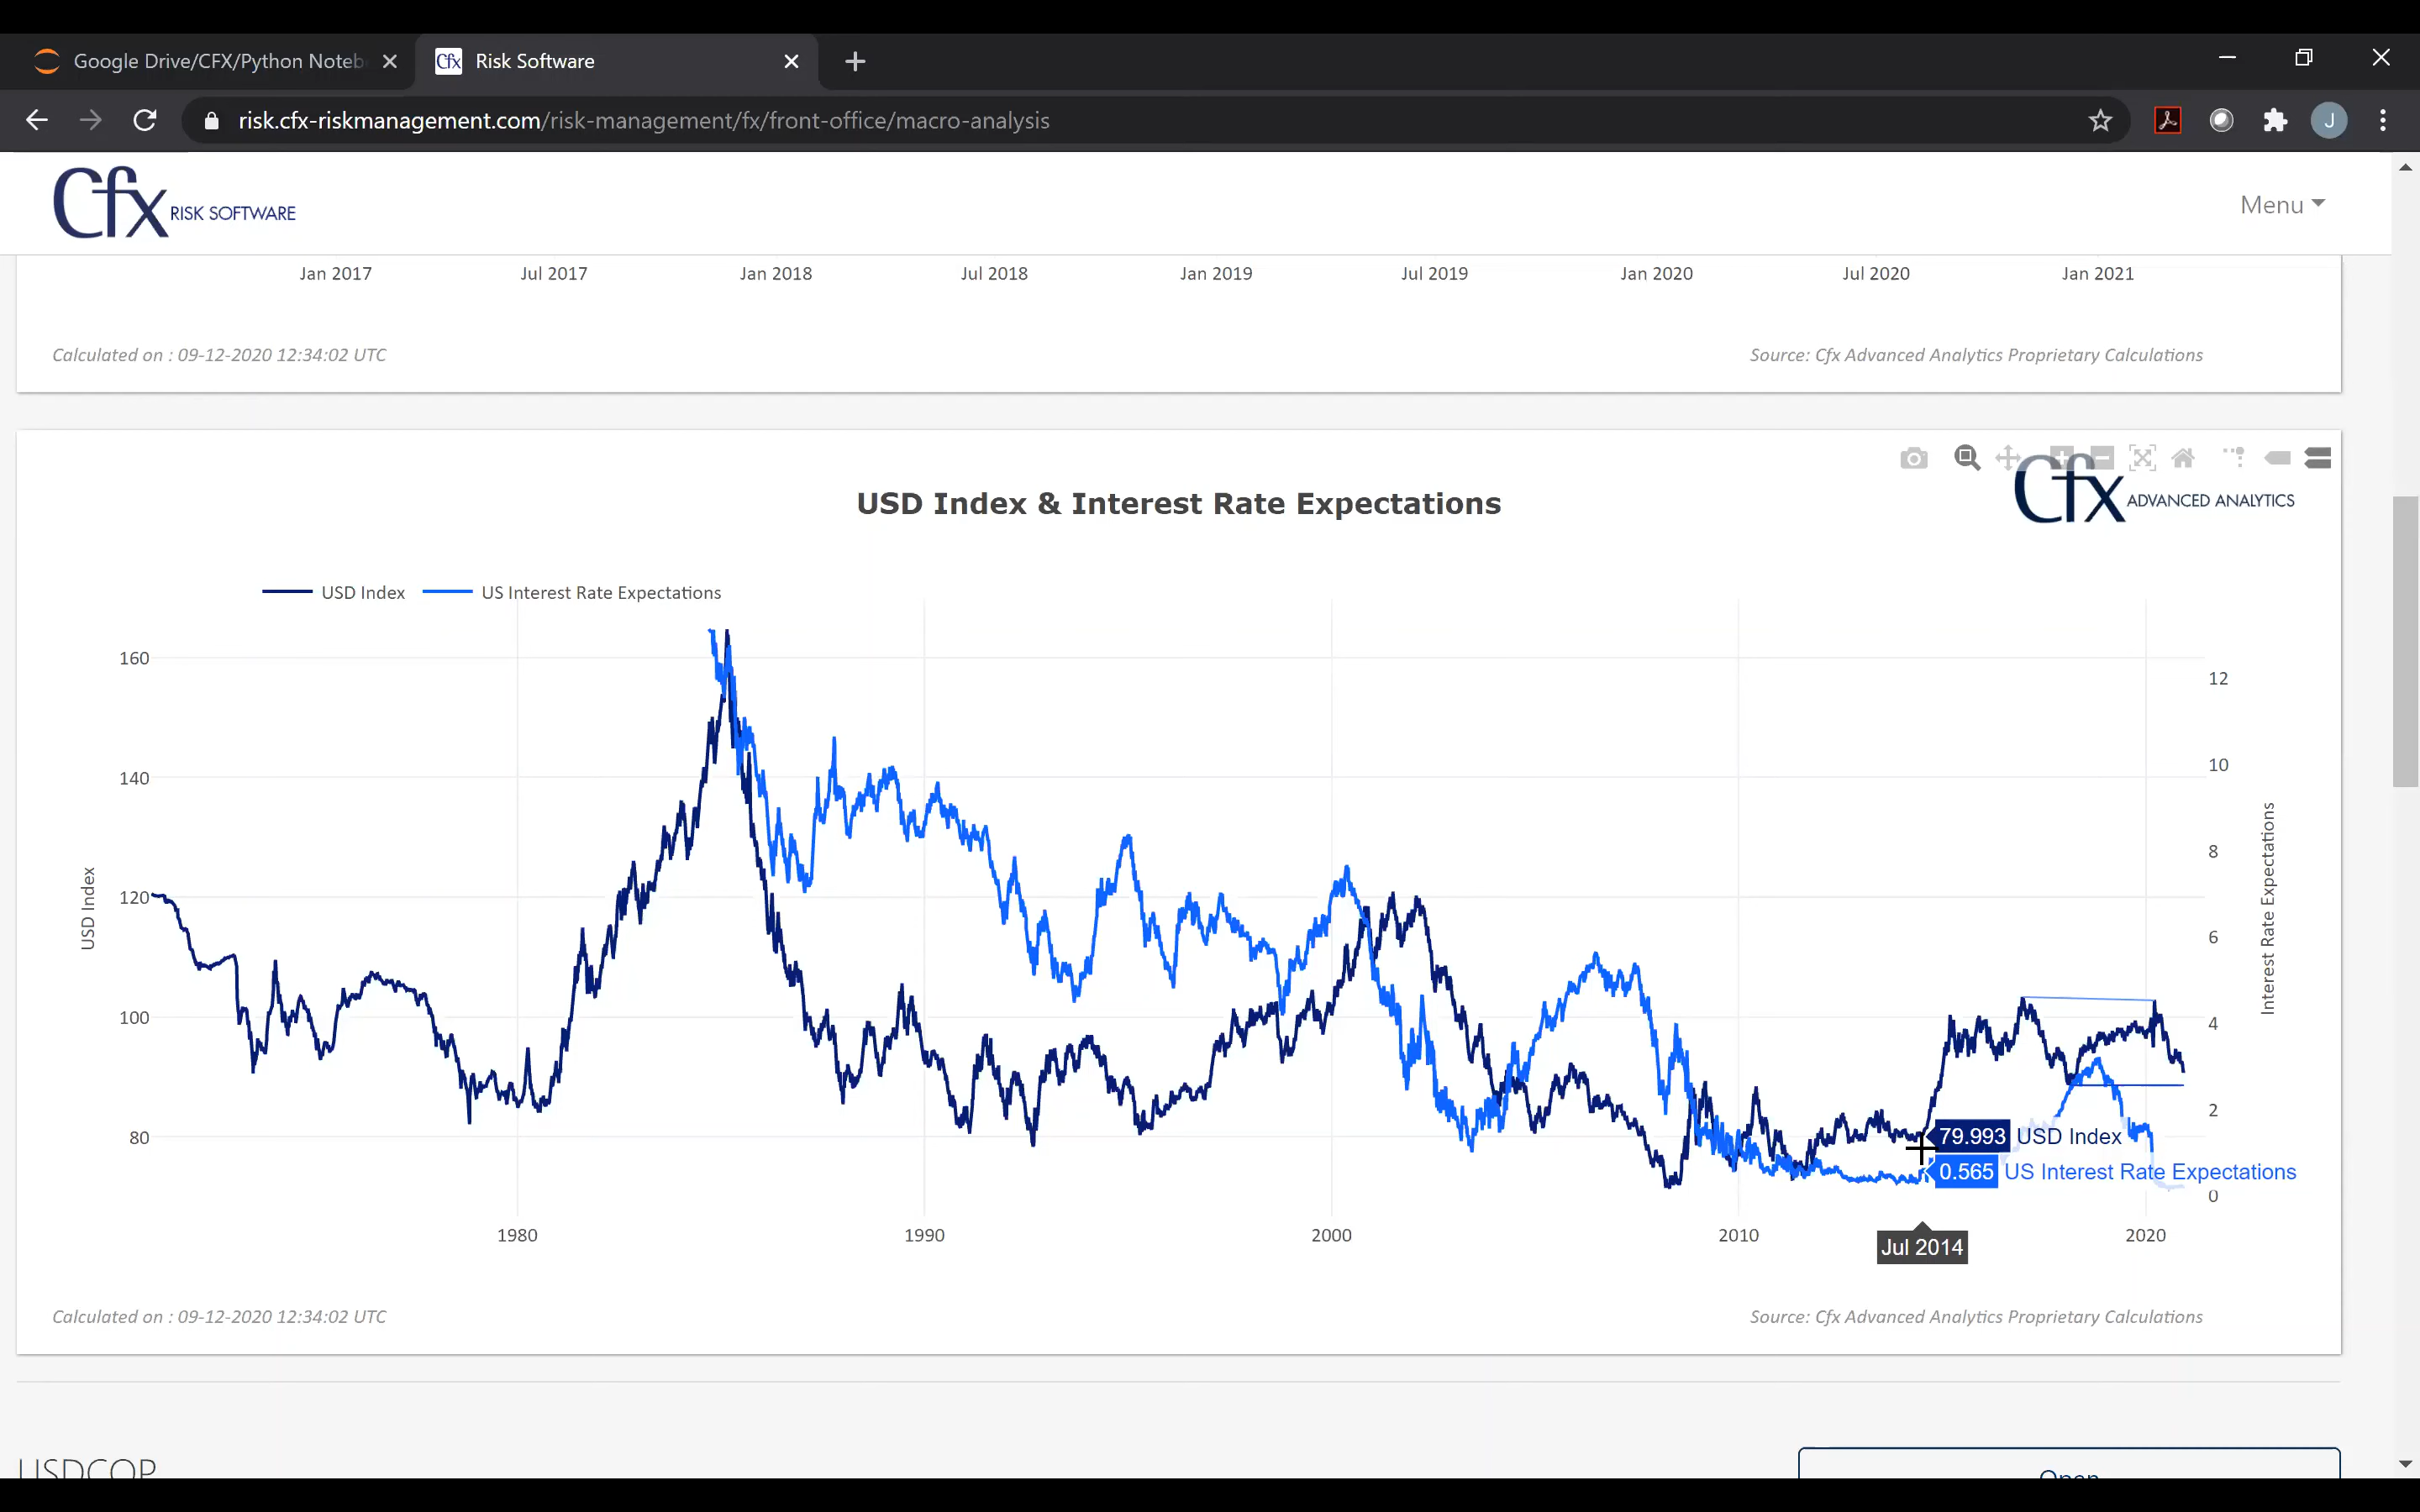 Google Drive/CFX/Python Noteb
Cfx Risk Software
risk.cfx-riskmanagement.com/risk-management/fx/front-office/macro-analysis
J
Cfx RISK SOFTWARE
Menu
Jan 2017 Jul 2017 Jan 2018 Jul 2018 Jan 2019 Jul 2019 Jan 2020 Jul 2020 Jan 2021
Calculated on : 09-12-2020 12:34:02 UTC
Source: Cfx Advanced Analytics Proprietary Calculations
Cfx ADVANCED ANALYTICS
USD Index & Interest Rate Expectations
USD Index US Interest Rate Expectations
160
140
120
100
80
USD Index
12
10
8
6
4
2
0
Interest Rate Expectations
79.993 USD Index
0.565 US Interest Rate Expectations
1980 1990 2000 2010 2020
Jul 2014
Calculated on : 09-12-2020 12:34:02 UTC
Source: Cfx Advanced Analytics Proprietary Calculations
USDCOP
Open